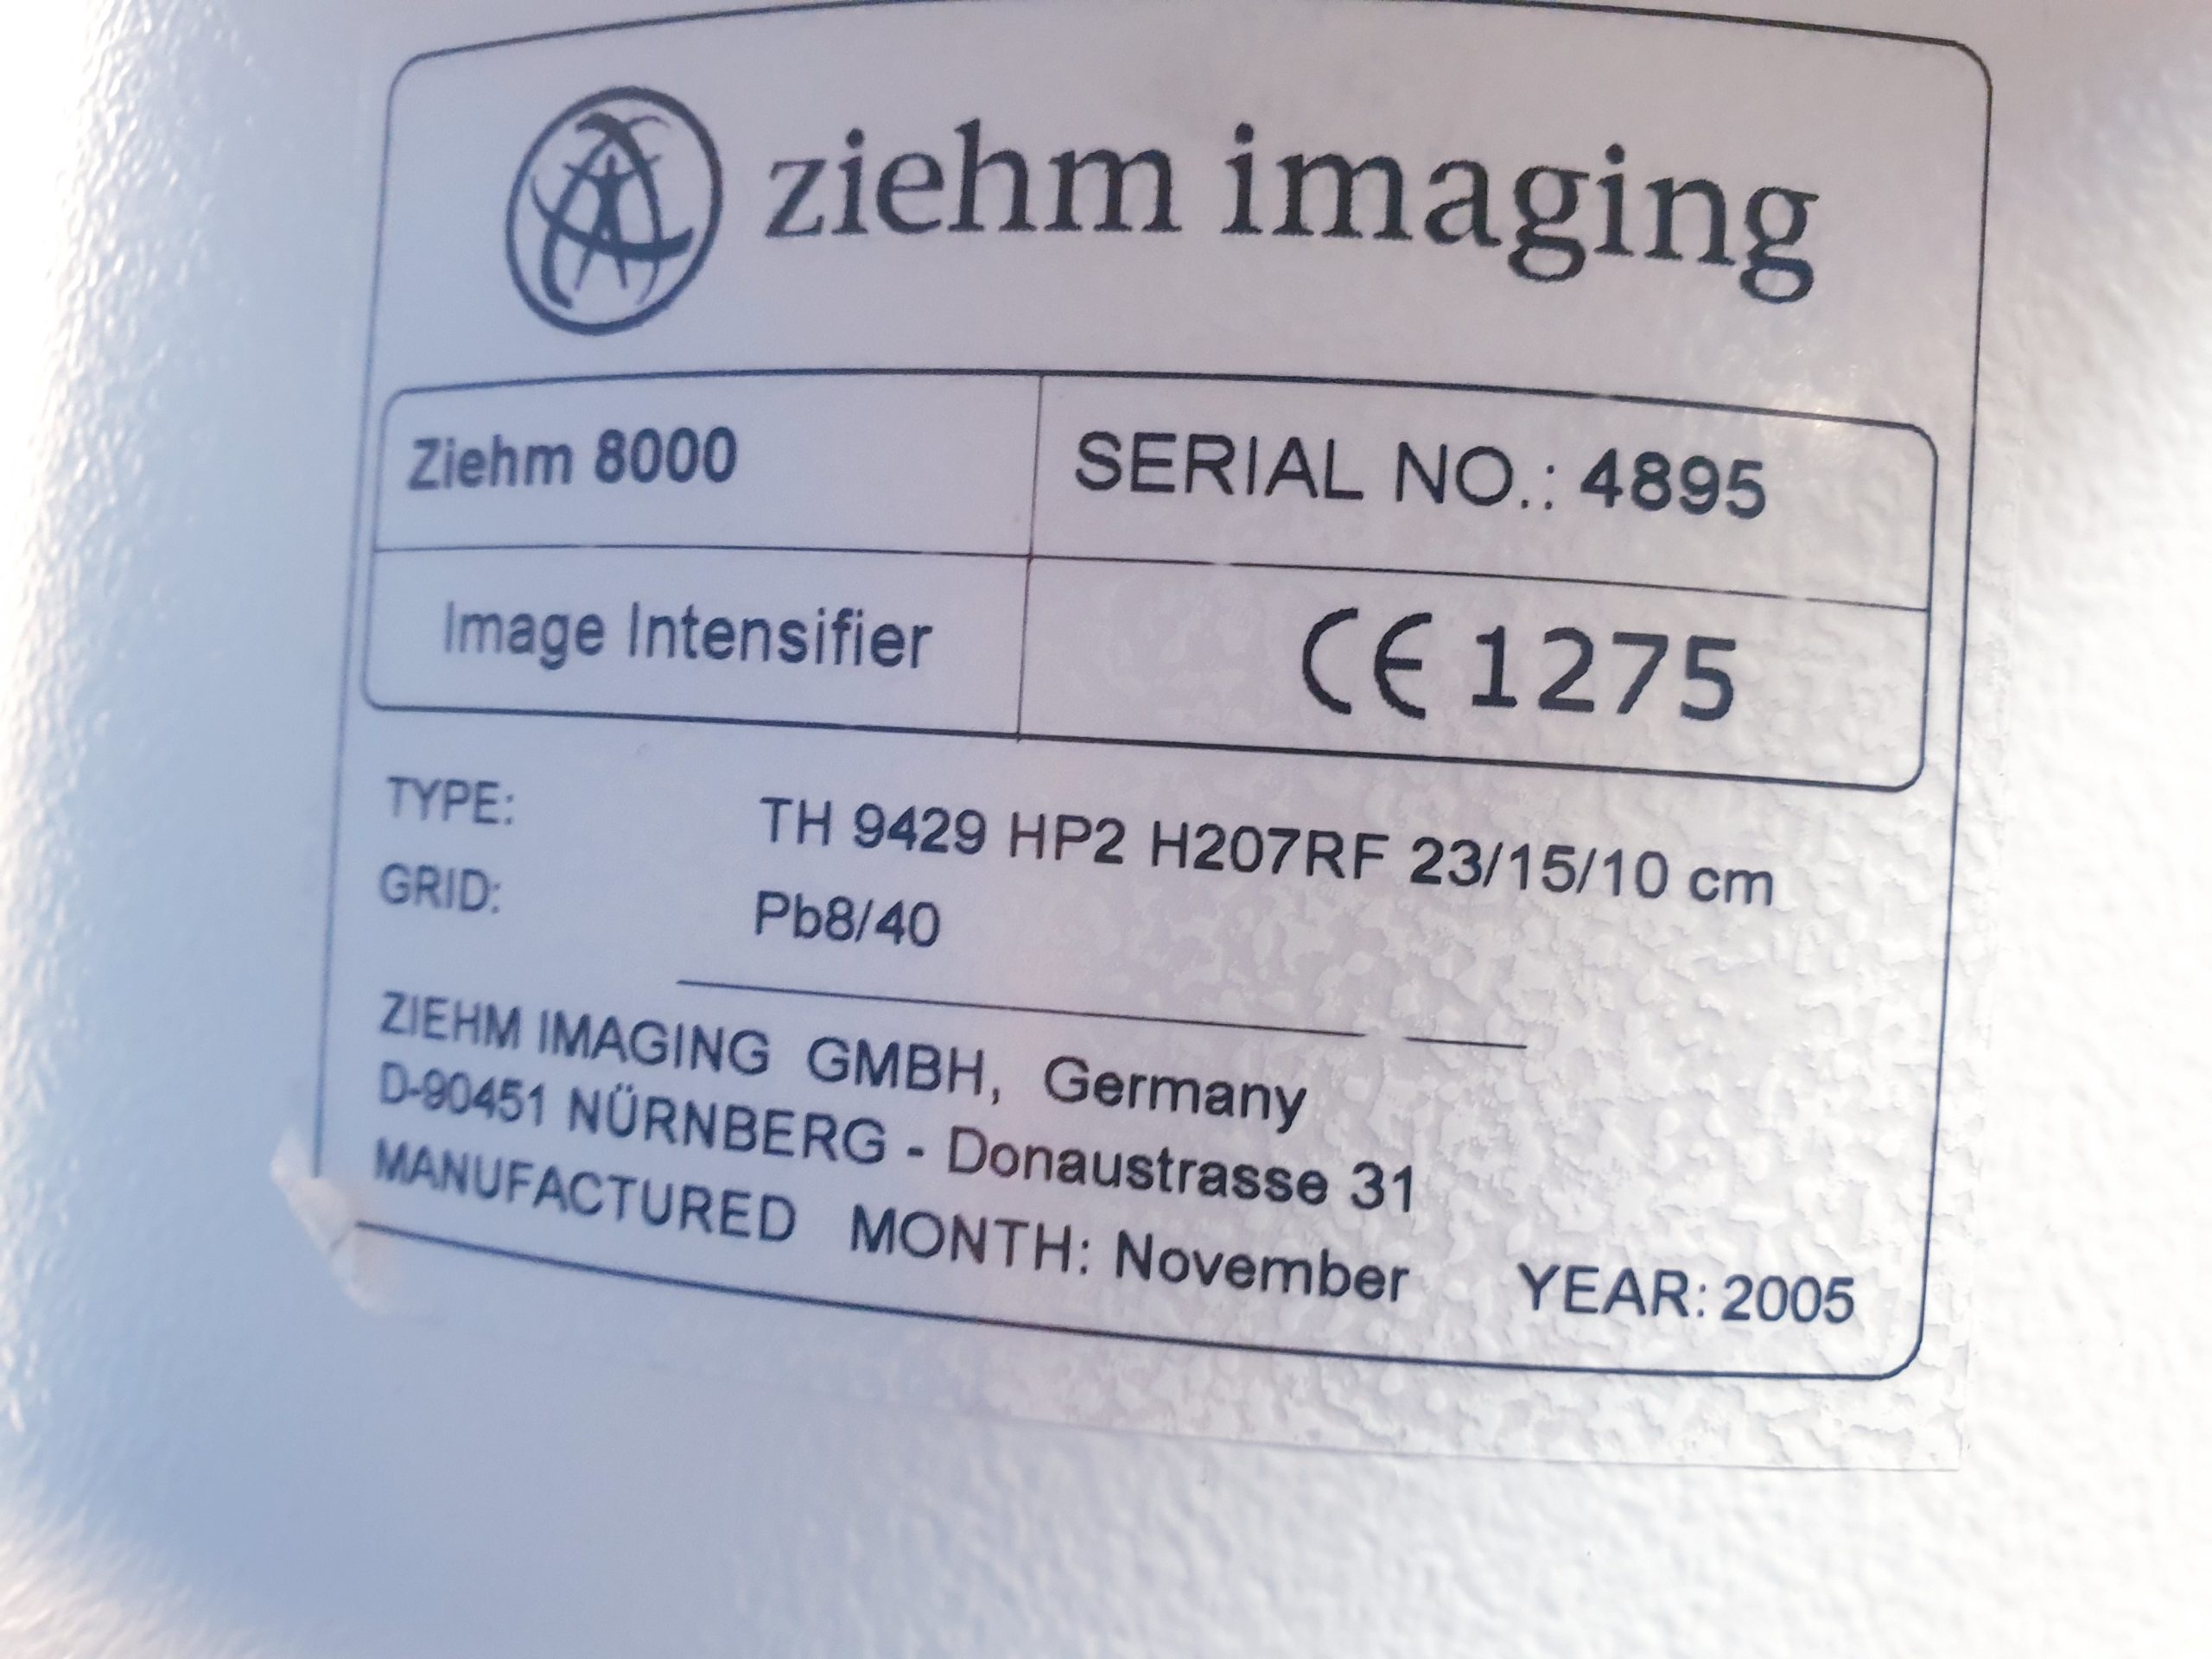 ziehm imaging
Ziehm 8000
SERIAL NO.: 4895
Image Intensifier
CE 1275
TYPE: TH 9429 HP2 H207RF 23/15/10 cm
GRID: Pb8/40
ZIEHM IMAGING GMBH, Germany
D-90451 NÜRNBERG - Donaustrasse 31
MANUFACTURED MONTH: November YEAR: 2005